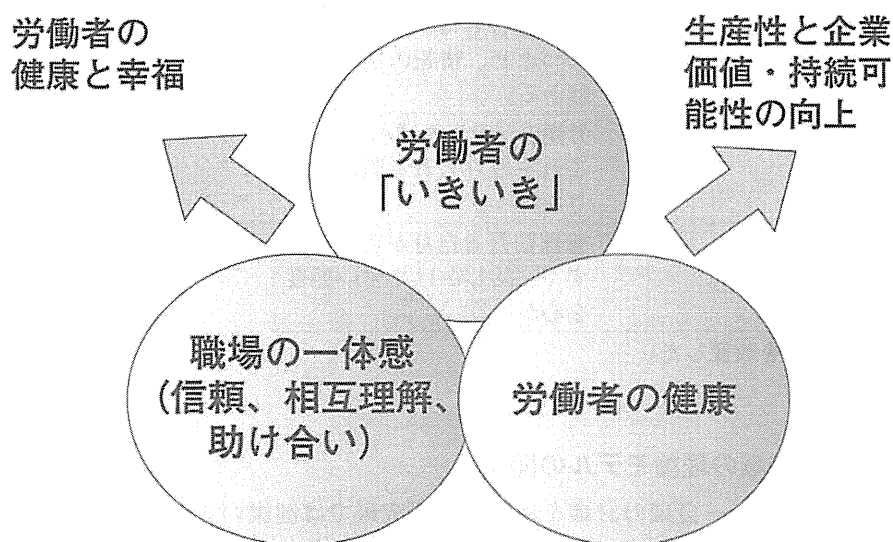 労働者の
健康と幸福
生産性と企業
価値・持続可
能性の向上
労働者の
「いきいき」
職場の一体感
(信頼、相互理解、
助け合い)
労働者の健康